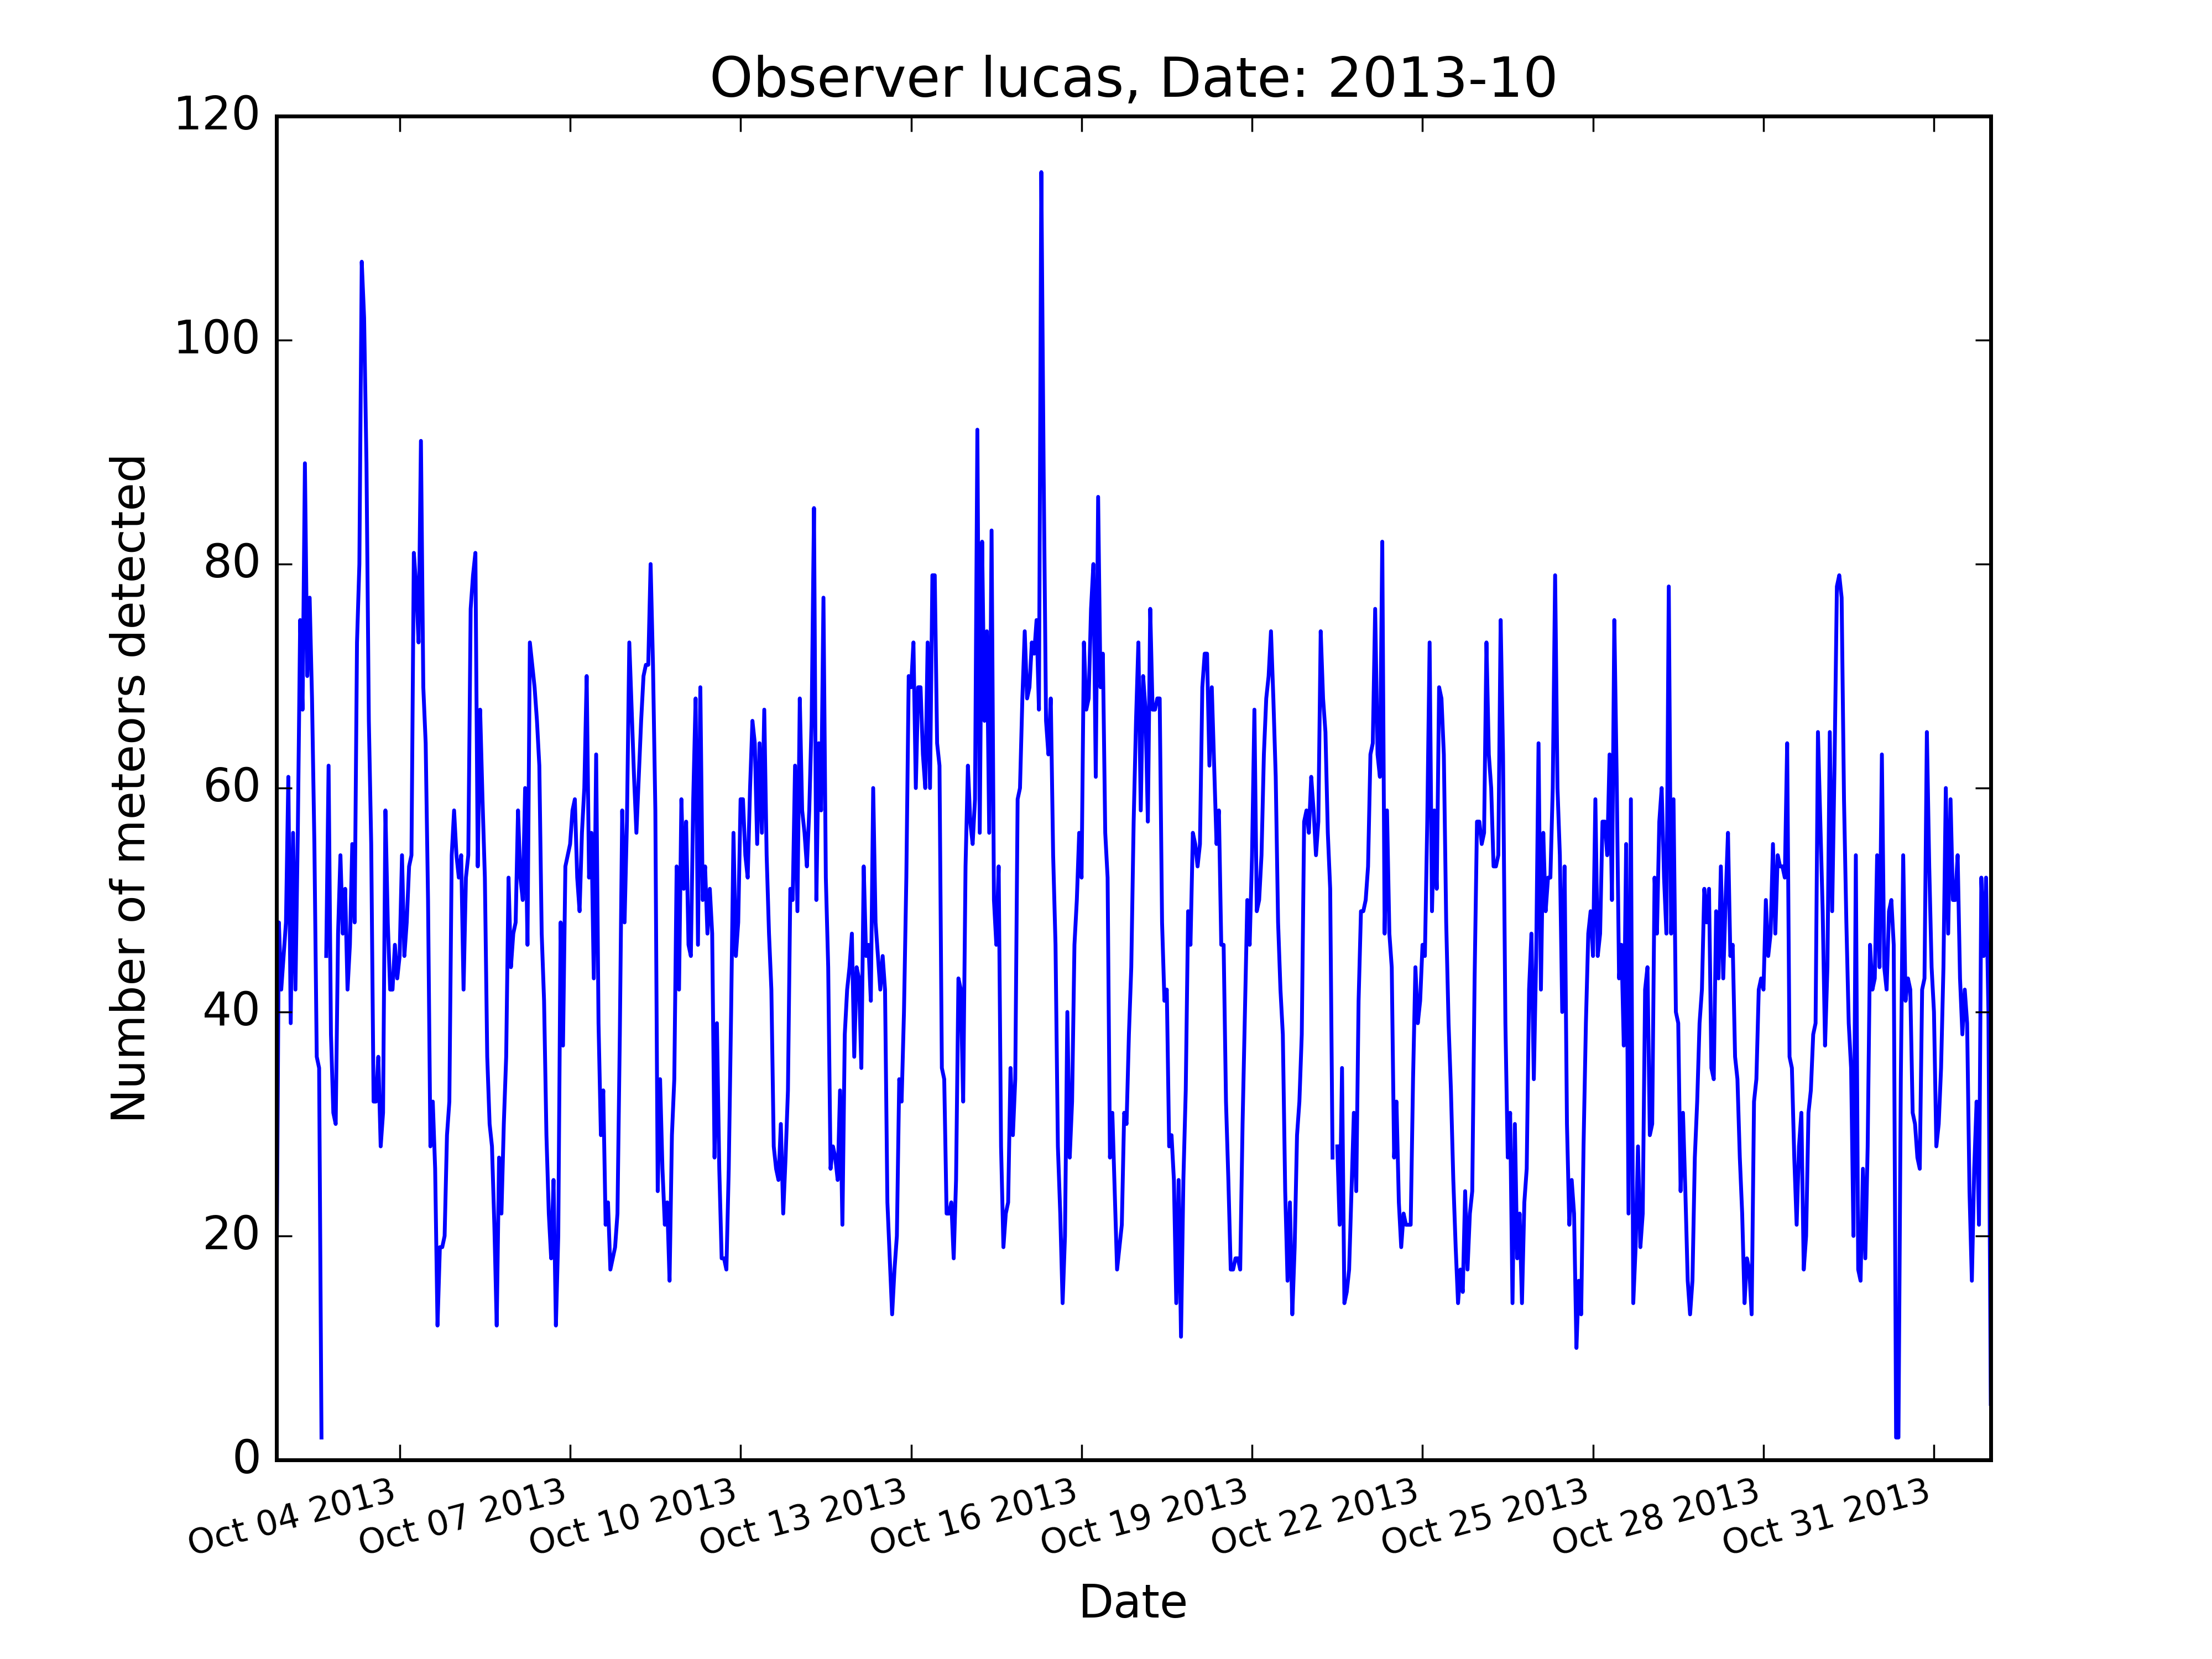 Observer lucas, Date: 2013-10
Number of meteors detected
120
100
80
60
40
20
0
Oct 04 2013
Oct 07 2013
Oct 10 2013
Oct 13 2013
Oct 16 2013
Oct 19 2013
Oct 22 2013
Oct 25 2013
Oct 28 2013
Oct 31 2013
Date